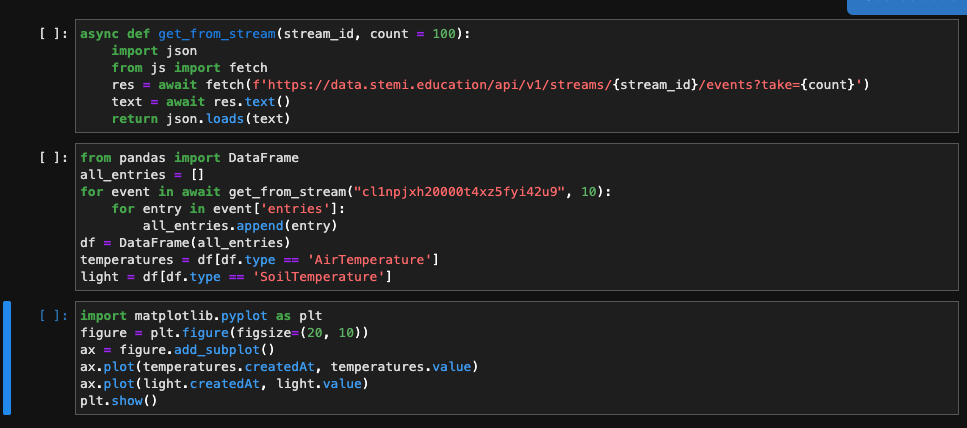 [ ]: async def get_from_stream(stream_id, count = 100):
    import json
    from js import fetch
    res = await fetch(f'https://data.stemi.education/api/v1/streams/{stream_id}/events?take={count}')
    text = await res.text()
    return json.loads(text)
[ ]: from pandas import DataFrame
all_entries = []
for event in await get_from_stream("cl1npjxh20000t4xz5fyi42u9", 10):
    for entry in event['entries']:
        all_entries.append(entry)
df = DataFrame(all_entries)
temperatures = df[df.type == 'AirTemperature']
light = df[df.type == 'SoilTemperature']
[ ]: import matplotlib.pyplot as plt
figure = plt.figure(figsize=(20, 10))
ax = figure.add_subplot()
ax.plot(temperatures.createdAt, temperatures.value)
ax.plot(light.createdAt, light.value)
plt.show()